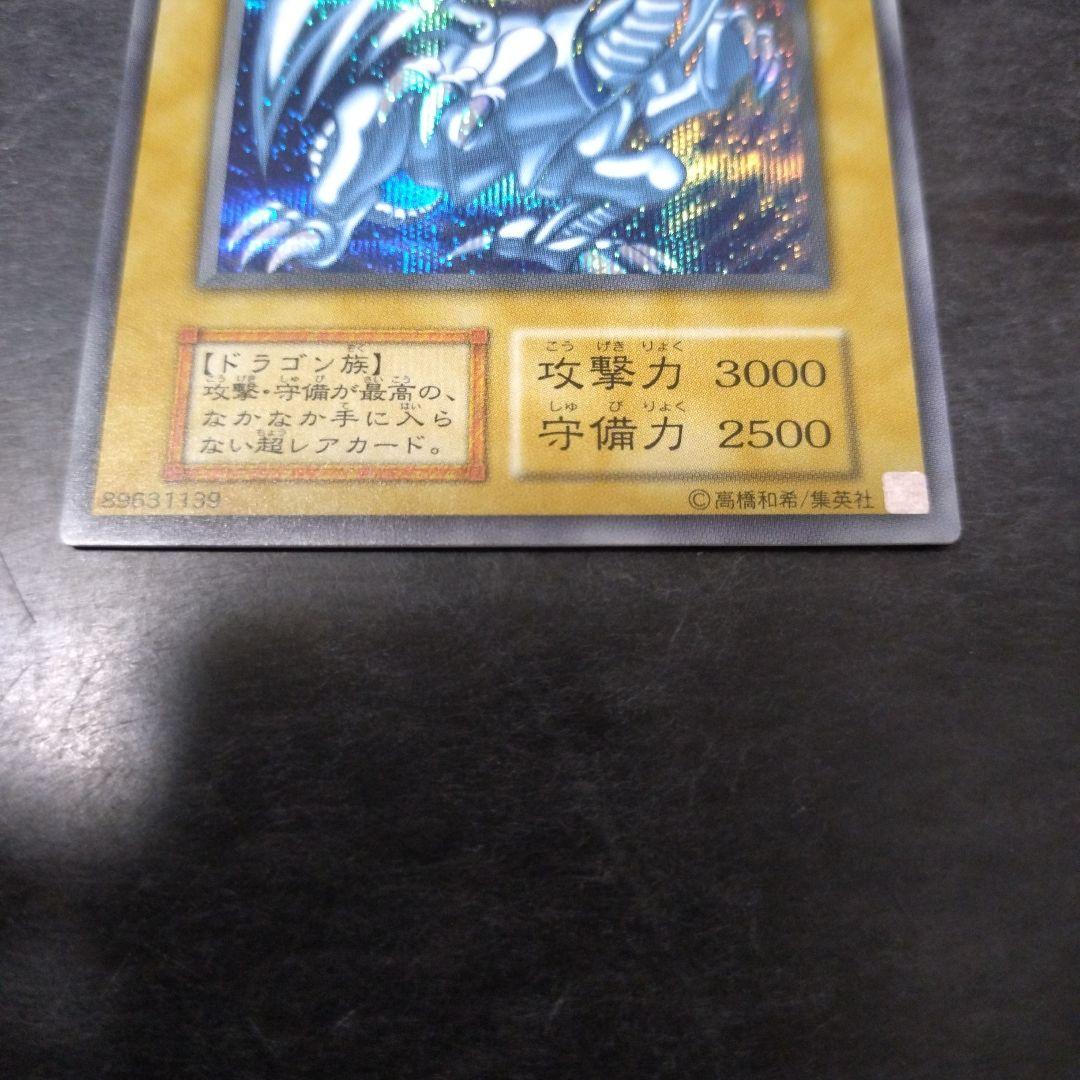 【ドラゴン族】
攻撃・守備が最高の、
なかなか手に入ら
ない超レアカード。
攻撃力 3000
守備力 2500
89631139
©高橋和希/集英社